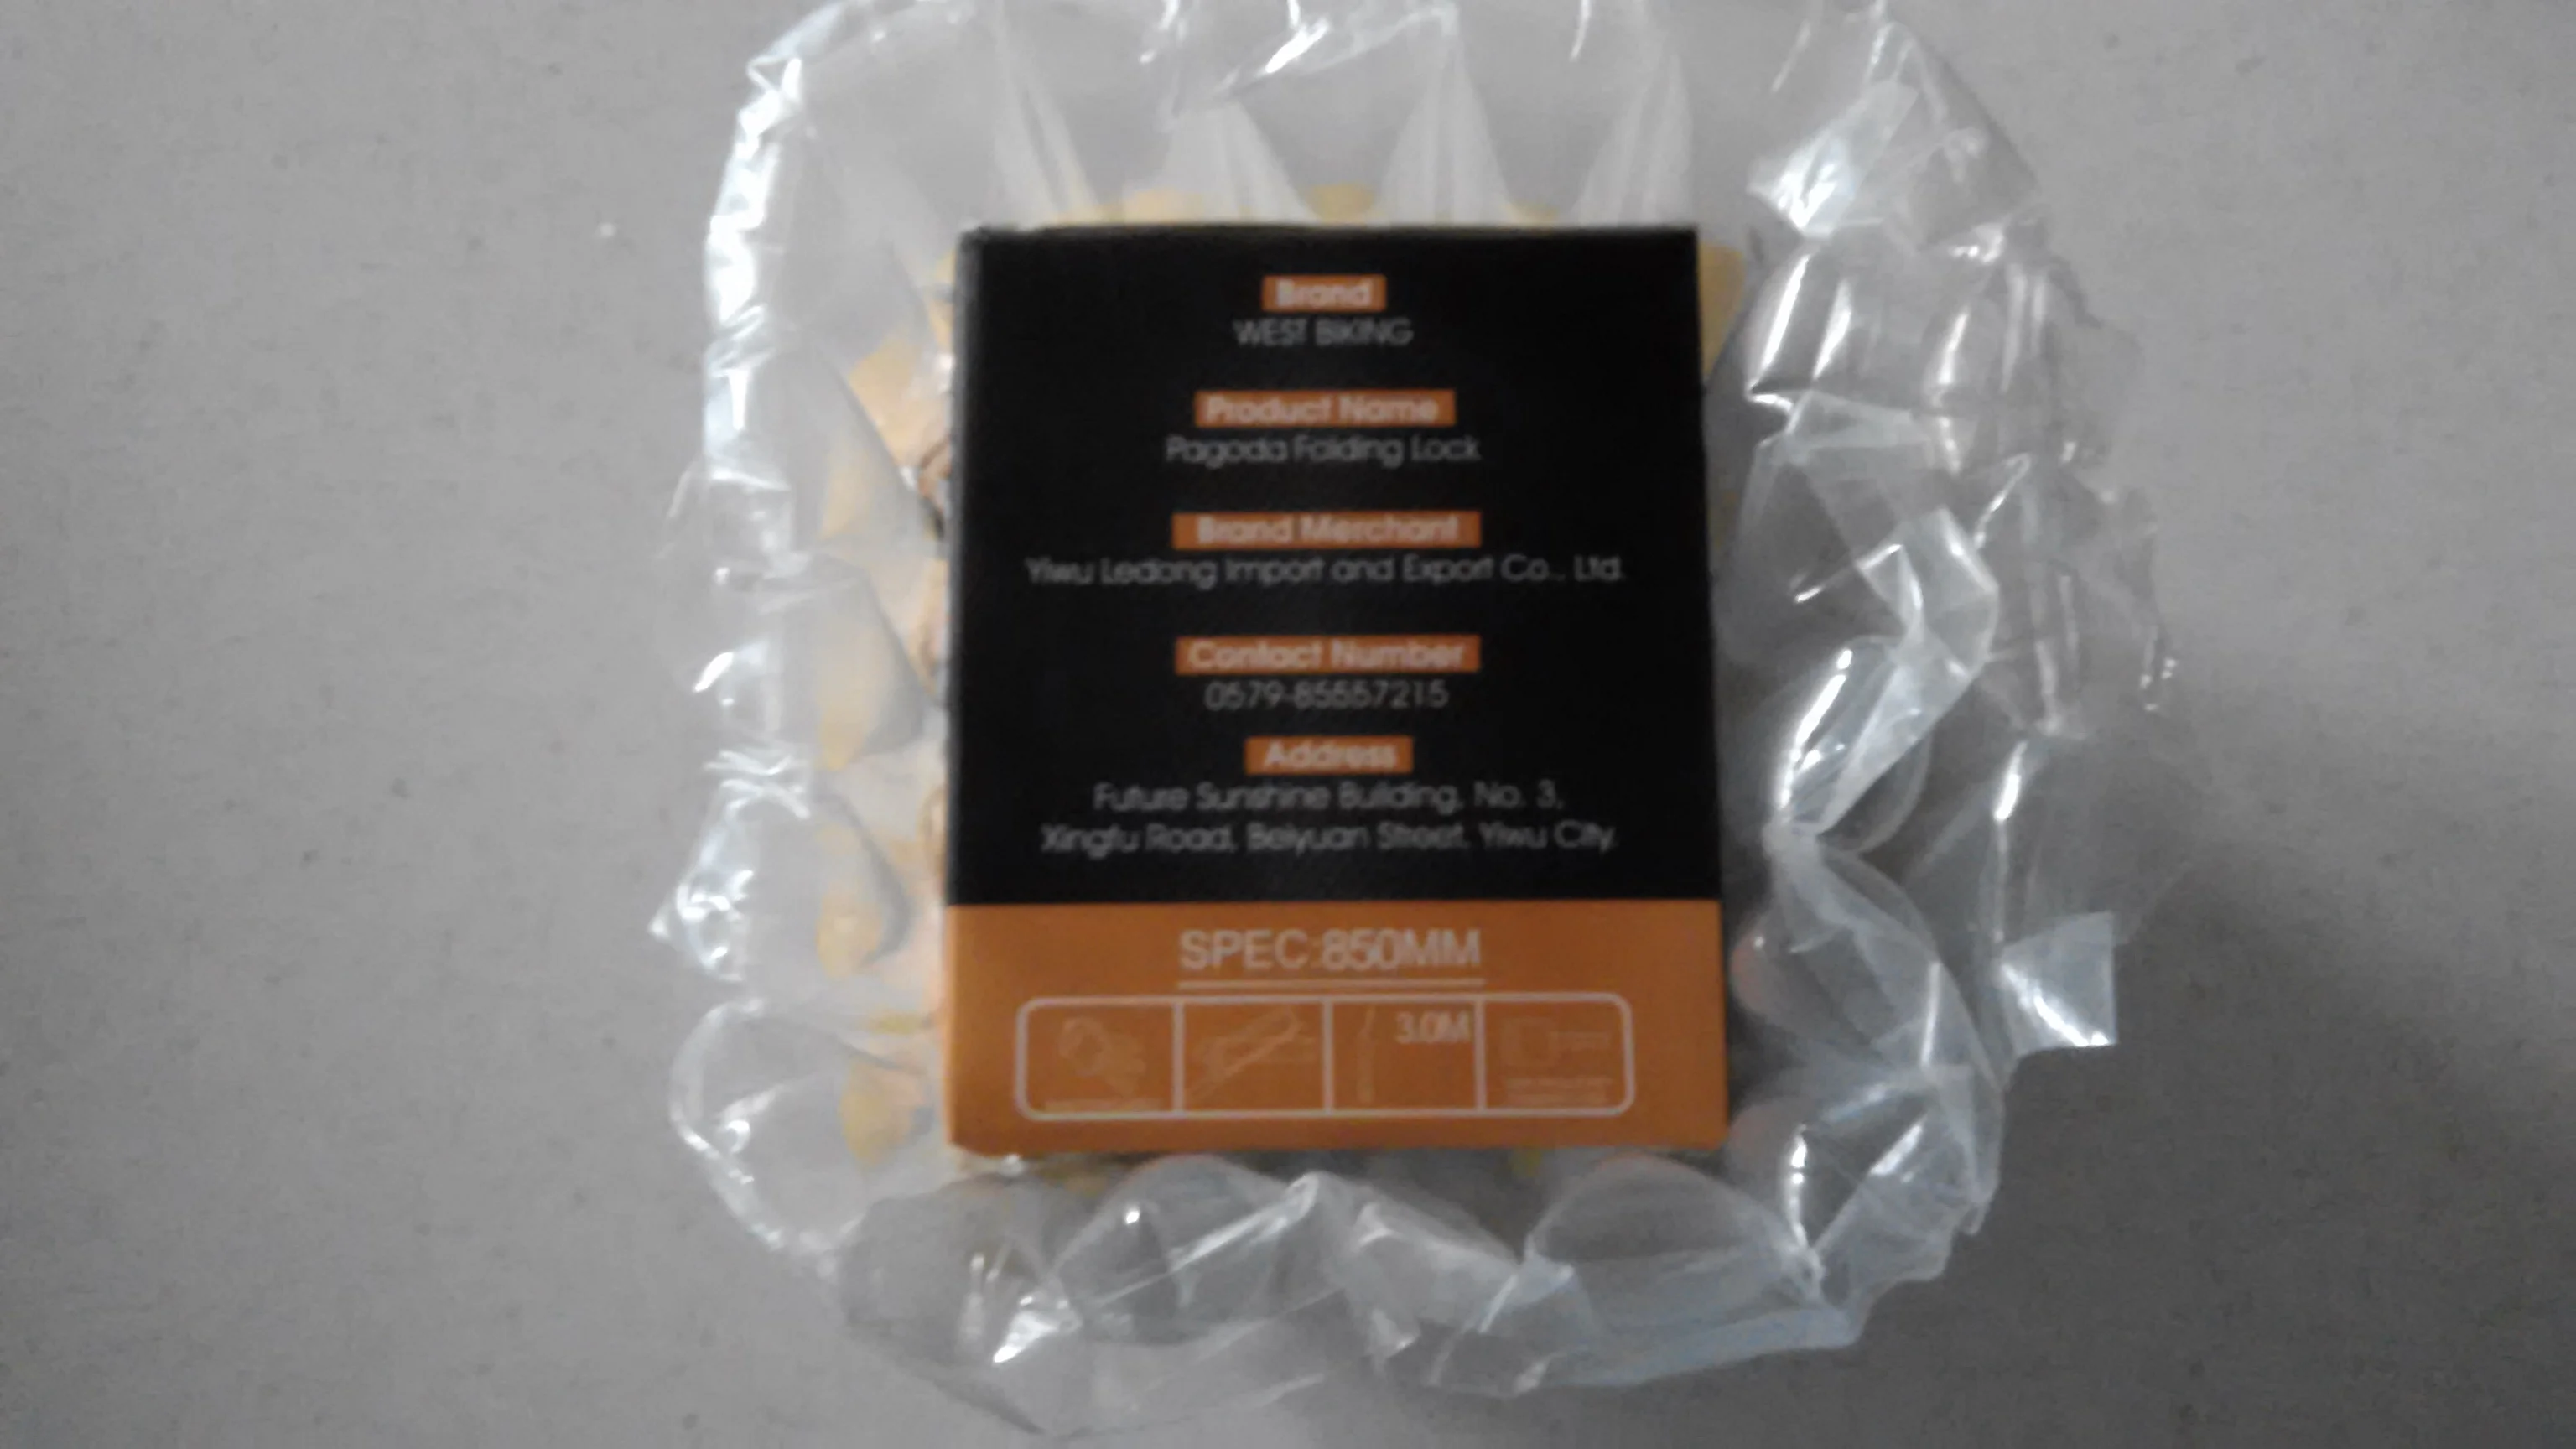 Brand
WEST BIKING
Product Name
Pagoda Folding Lock
Brand Merchant
Yiwu Ledong Import and Export Co., Ltd.
Contact Number
0579-85557215
Address
Future Sunshine Building, No. 3,
Xingfu Road, Beiyuan Street, Yiwu City.
SPEC:850MM
3.0M